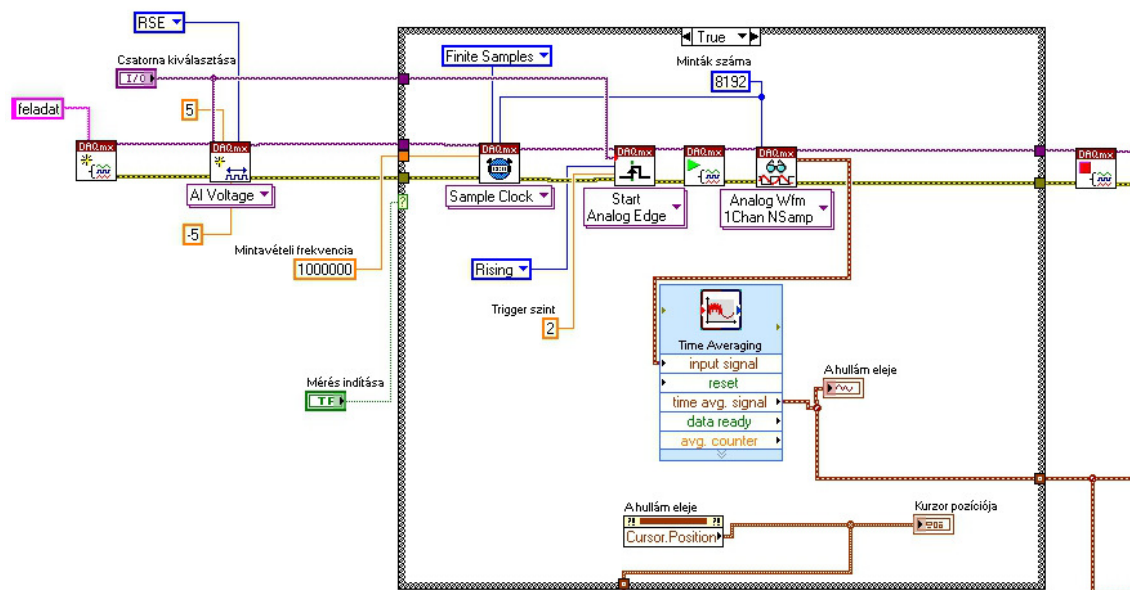 RSE
True
Csatorna kiválasztása
I/O
Finite Samples
Minták száma
8192
feladat
5
DAQmx
DAQmx
DAQmx
DAQmx
DAQmx
DAQmx
DAQmx
AI Voltage
Sample Clock
Start
Analog Edge
Analog Wfm
1Chan NSamp
-5
?
Mintavételi frekvencia
1000000
Rising
Trigger szint
2
Time Averaging
input signal
reset
time avg. signal
data ready
avg. counter
A hullám eleje
Mérés indítása
TF
A hullám eleje
?! ?!
Cursor.Position
Kurzor pozíciója